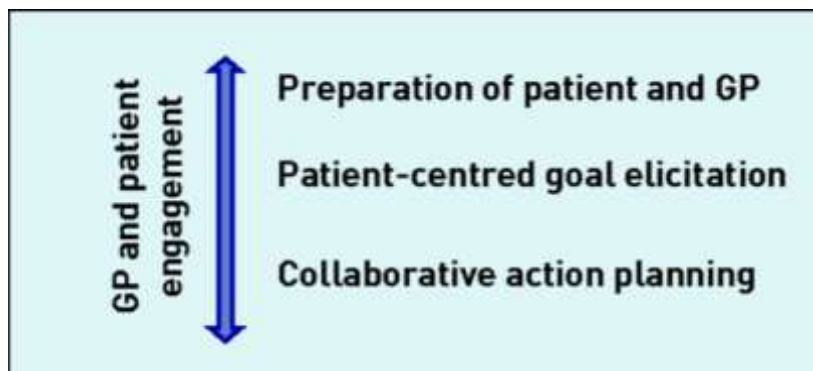 GP and patient
engagement
Preparation of patient and GP
Patient-centred goal elicitation
Collaborative action planning